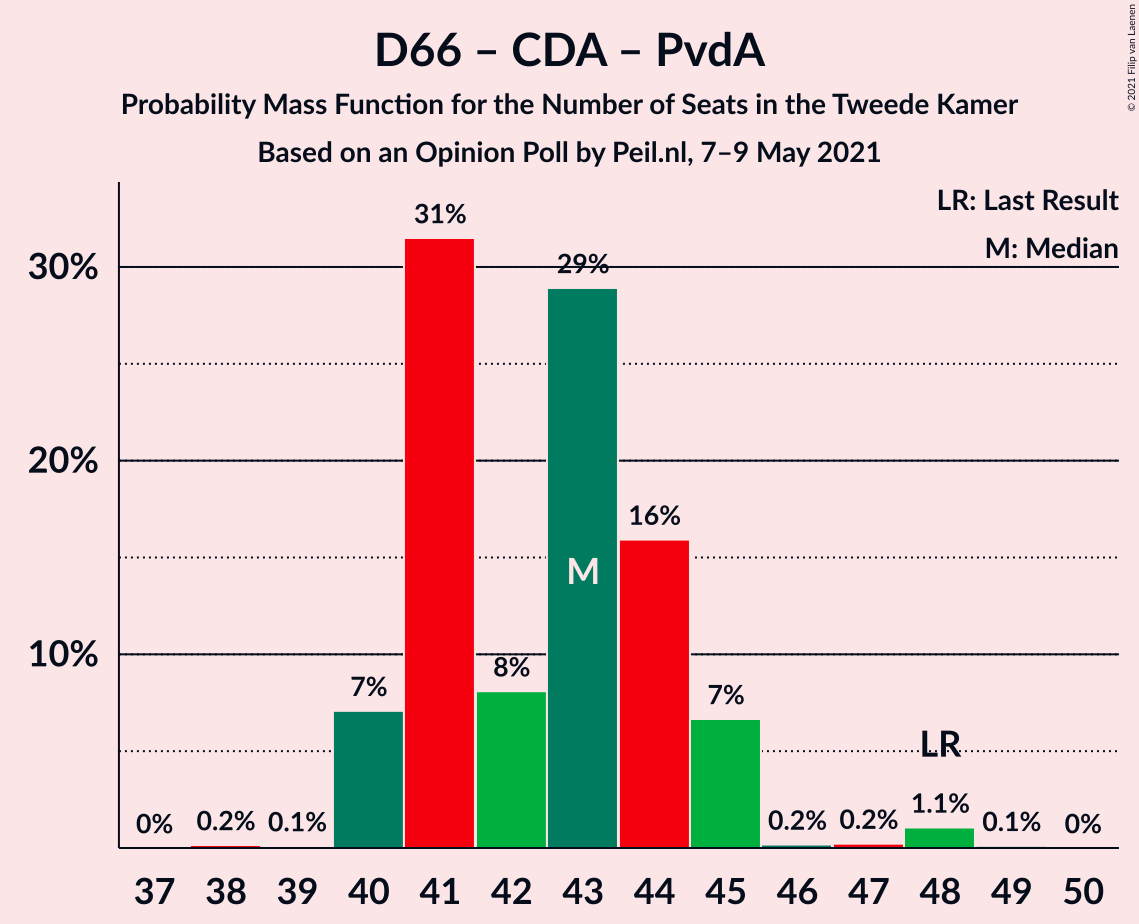 D66 – CDA – PvdA
Probability Mass Function for the Number of Seats in the Tweede Kamer
Based on an Opinion Poll by Peil.nl, 7–9 May 2021
© 2021 Filip van Laenen
LR: Last Result
M: Median
30%
20%
10%
0%
0.2%
0.1%
7%
31%
8%
29%
M
16%
7%
0.2%
0.2%
LR
1.1%
0.1%
0%
37 38 39 40 41 42 43 44 45 46 47 48 49 50